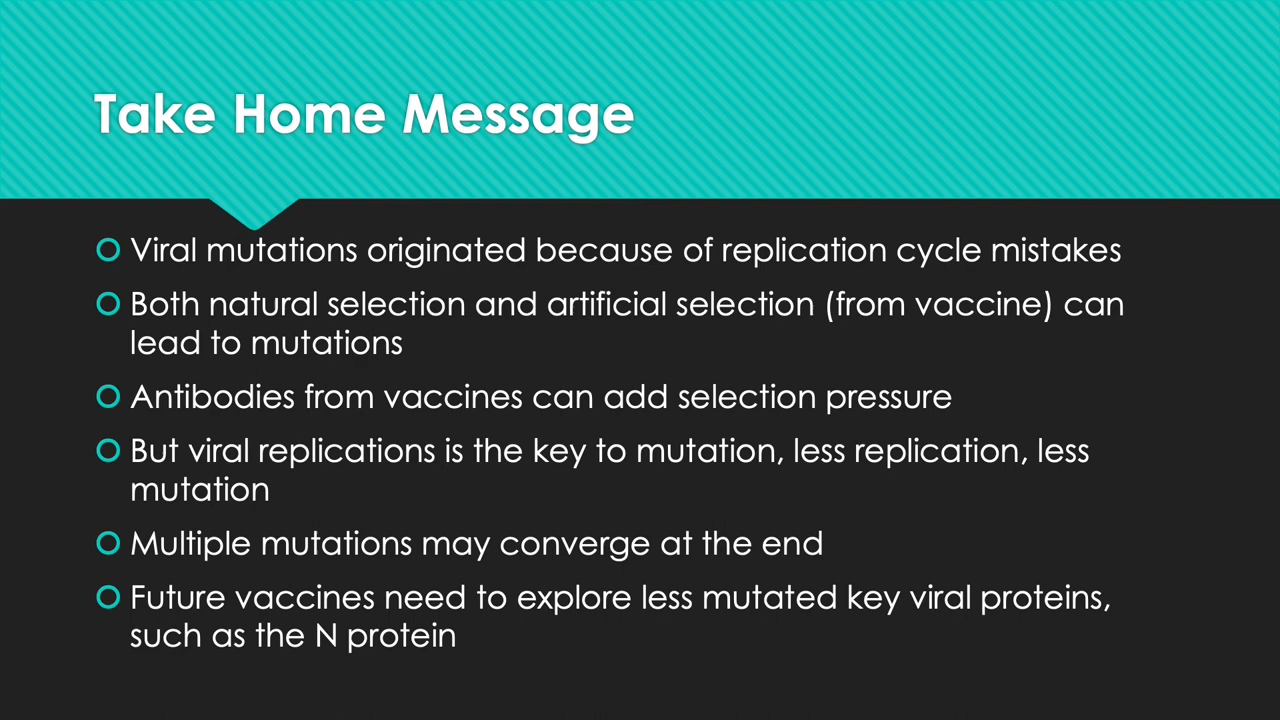 Take Home Message
Viral mutations originated because of replication cycle mistakes
Both natural selection and artificial selection (from vaccine) can
lead to mutations
Antibodies from vaccines can add selection pressure
But viral replications is the key to mutation, less replication, less
mutation
Multiple mutations may converge at the end
Future vaccines need to explore less mutated key viral proteins,
such as the N protein